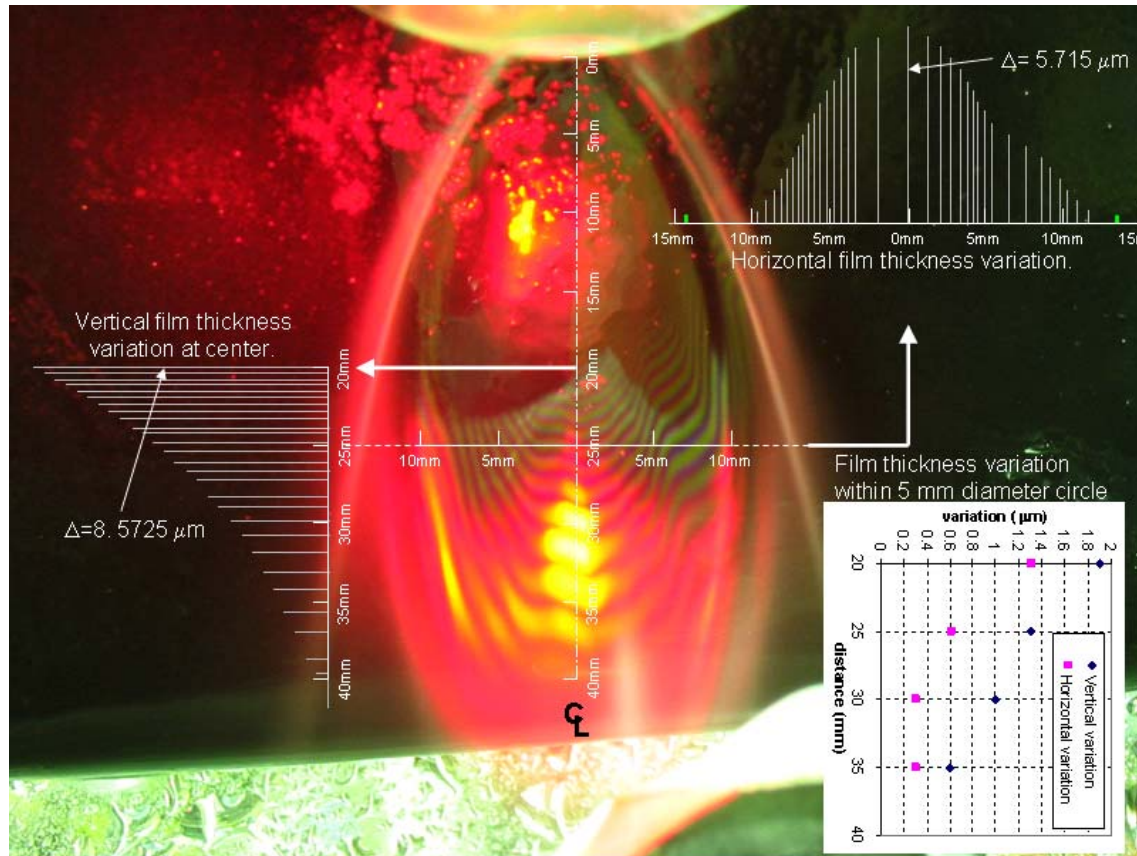 0mm
5mm
10mm
15mm
20mm
25mm
30mm
35mm
40mm
℄
Δ= 5.715 μm
15mm 10mm 5mm 0mm 5mm 10mm 15m
Horizontal film thickness variation.
Vertical film thickness
variation at center.
20mm
25mm
30mm
35mm
40mm
Δ=8. 5725 μm
10mm 5mm 5mm 10mm
Film thickness variation
within 5 mm diameter circle
variation ( μm)
0 0.2 0.4 0.6 0.8 1 1.2 1.4 1.6 1.8 2
20
25
30
35
40
distance (mm)
Vertical variation
Horizontal variation